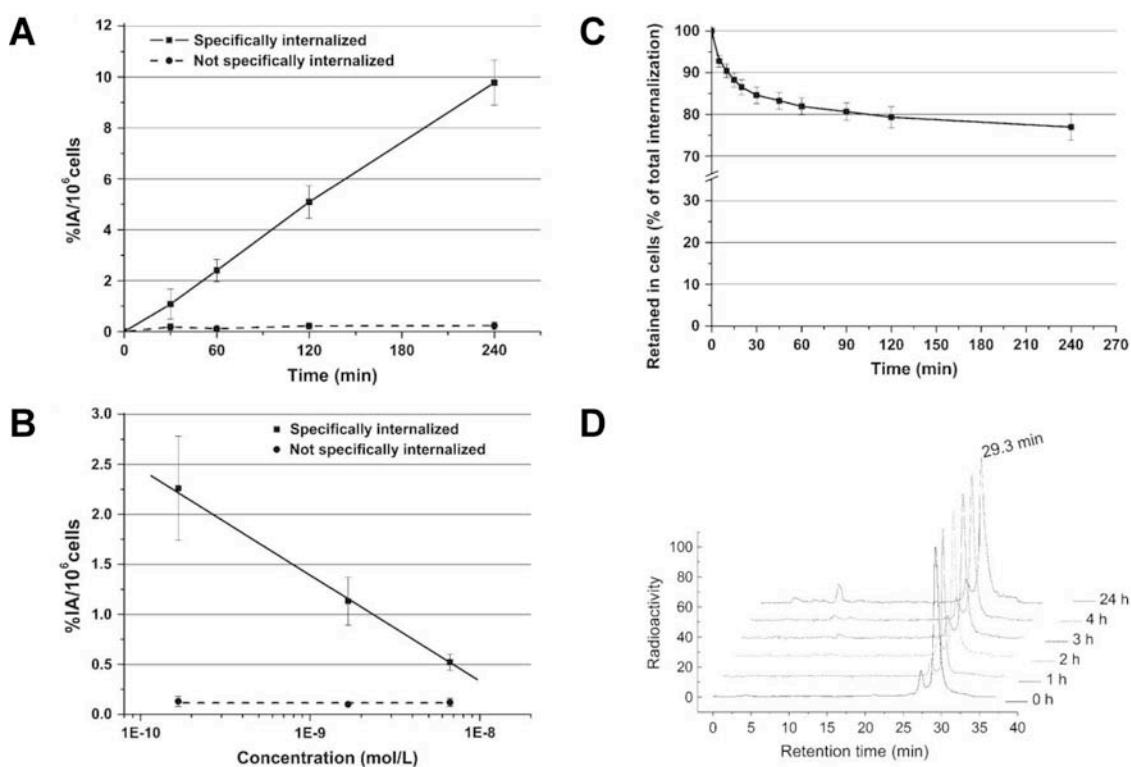 A
12
10
8
6
4
2
0
%IA/10⁶cells
Specifically internalized
Not specifically internalized
0 60 120 180 240
Time (min)
B
3.0
2.5
2.0
1.5
1.0
0.5
0.0
%IA/10⁶cells
Specifically internalized
Not specifically internalized
1E-10 1E-9 1E-8
Concentration (mol/L)
C
100
90
80
70
30
20
10
0
Retained in cells (% of total internalization)
0 30 60 90 120 150 180 210 240 270
Time (min)
D
29.3 min
100
80
60
40
20
0
Radioactivity
24 h
4 h
3 h
2 h
1 h
0 h
0 5 10 15 20 25 30 35 40
Retention time (min)